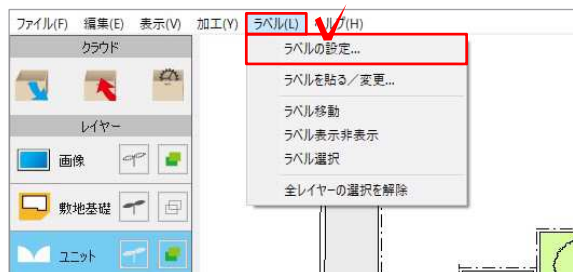 ファイル(F) 編集(E) 表示(V) 加工(Y) ラベル(L) ヘルプ(H)
クラウド
レイヤー
画像
敷地基礎
ユニット
ラベルの設定...
ラベルを貼る／変更...
ラベル移動
ラベル表示非表示
ラベル選択
全レイヤーの選択を解除